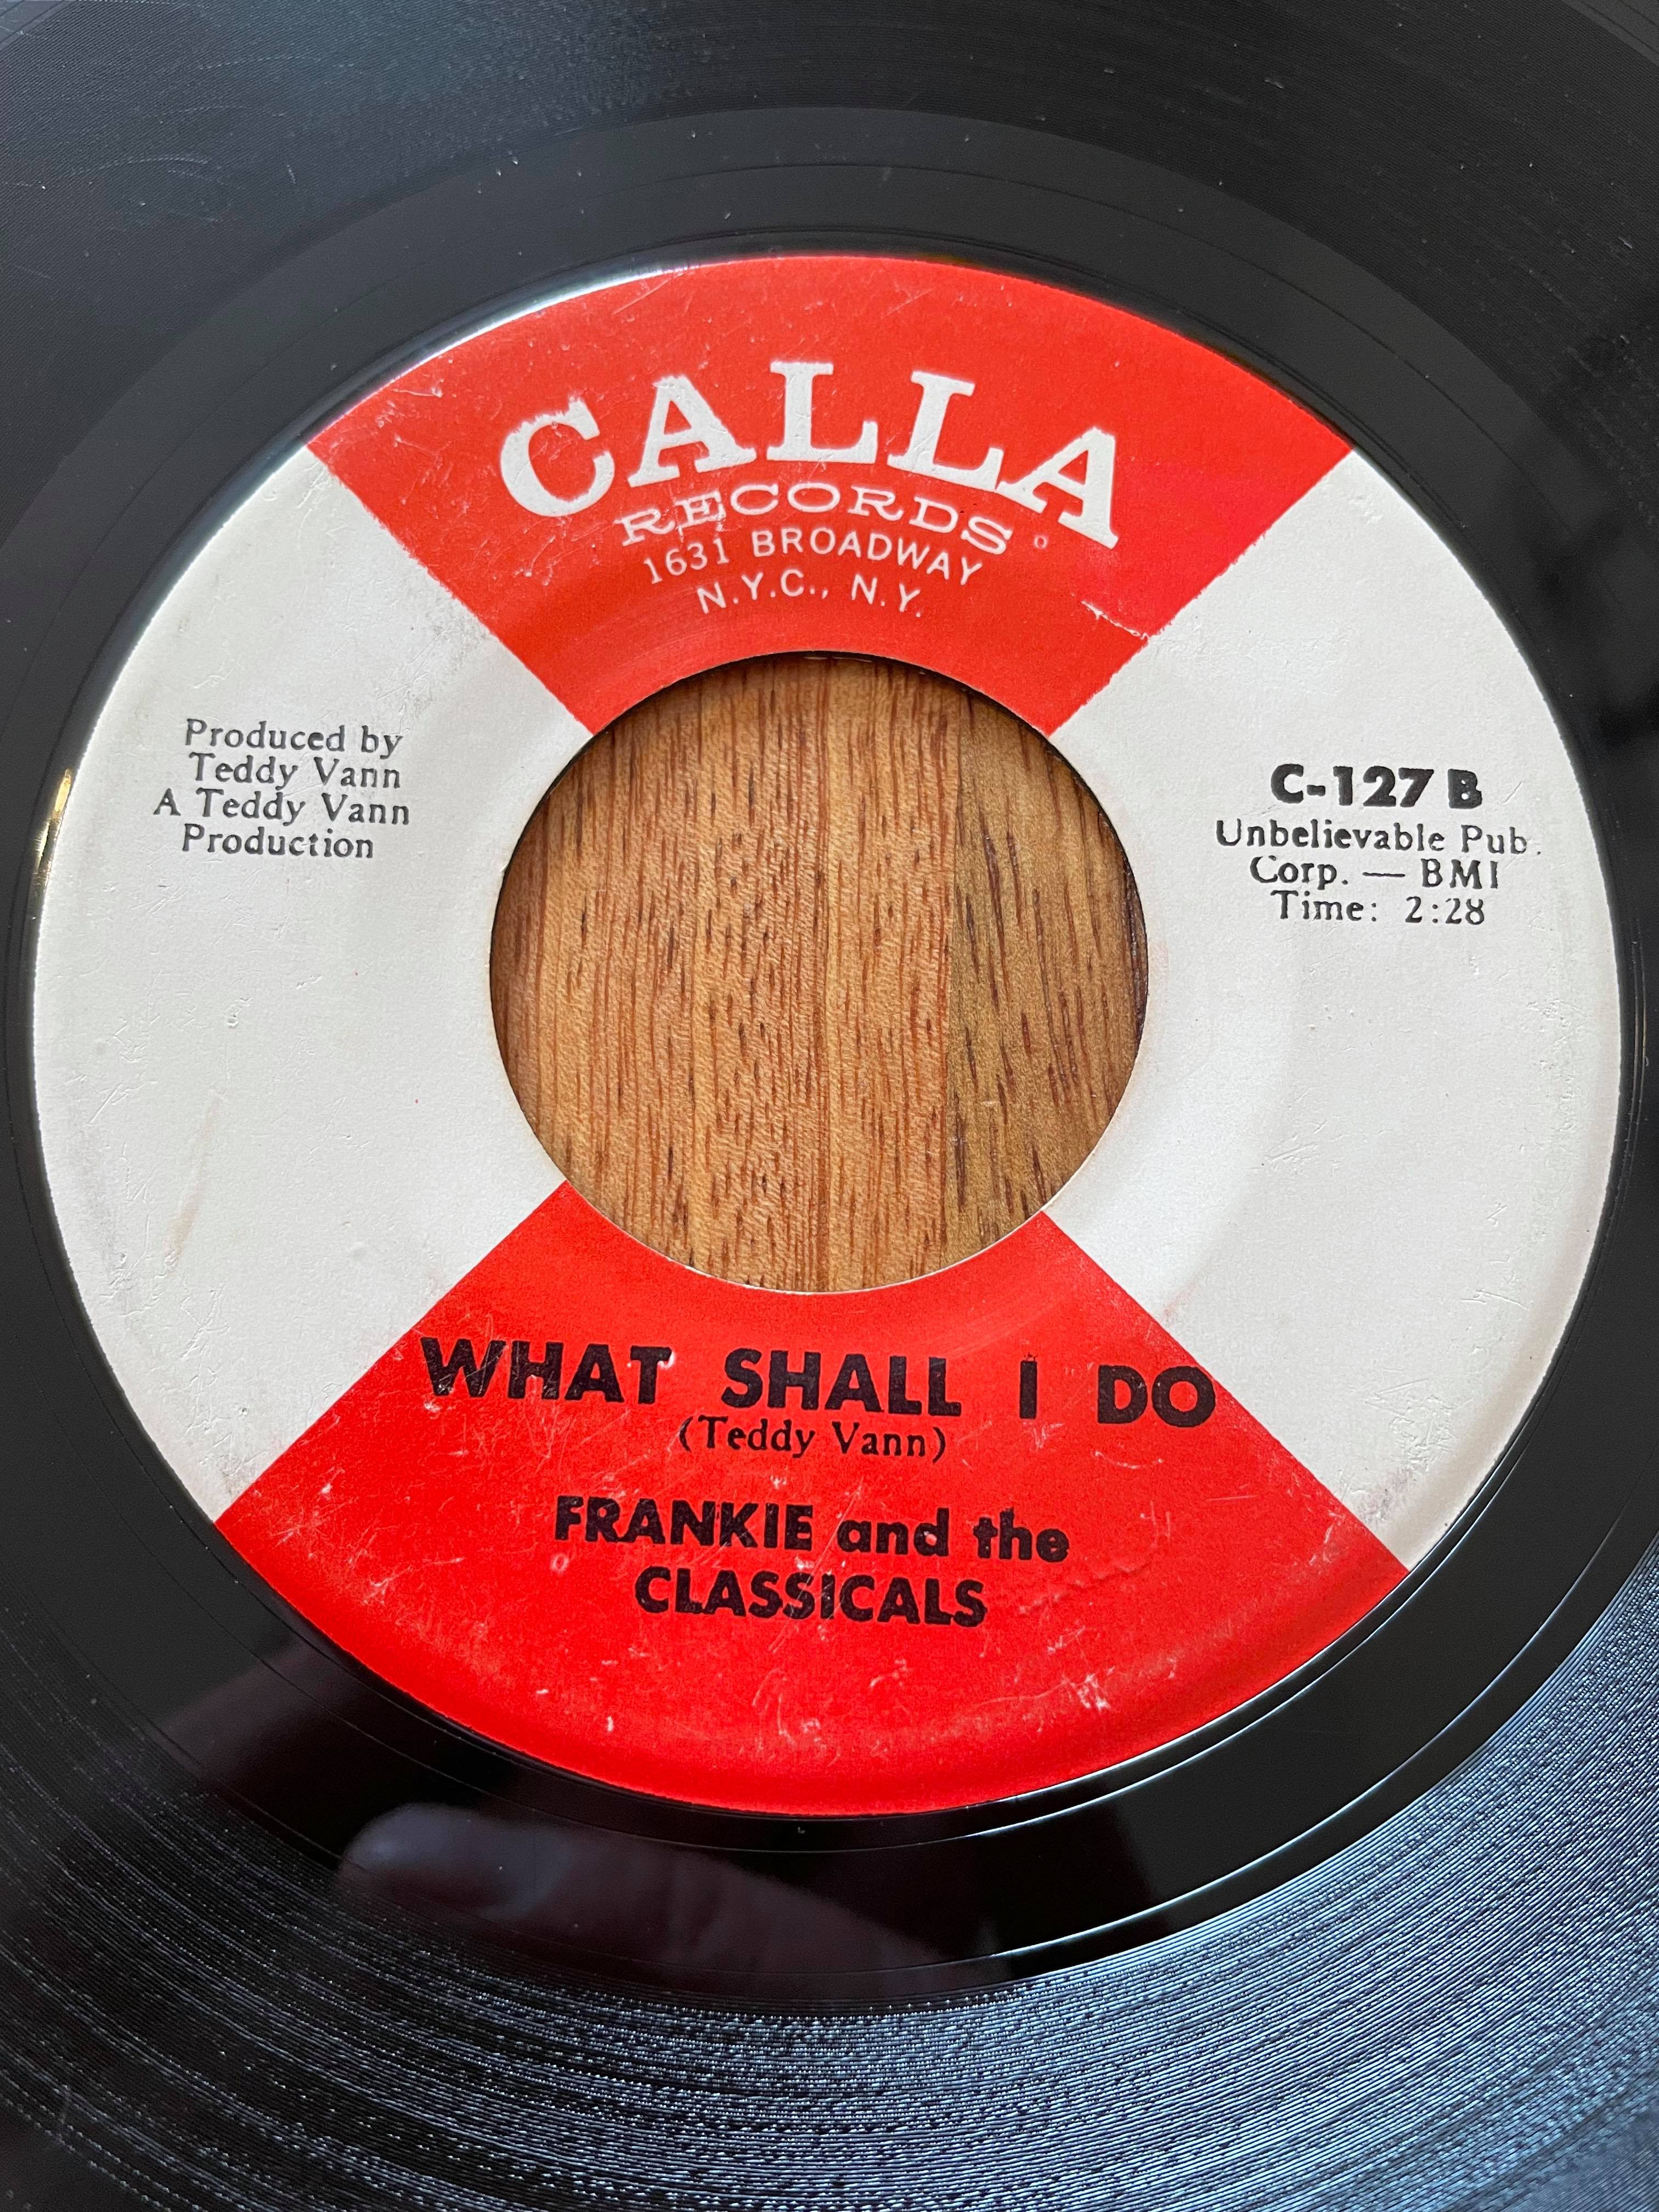 CALLA
RECORDS
1631 BROADWAY
N.Y.C., N.Y.
Produced by
Teddy Vann
A Teddy Vann
Production
C-127 B
Unbelievable Pub.
Corp. — BMI
Time: 2:28
WHAT SHALL I DO
(Teddy Vann)
FRANKIE and the
CLASSICALS